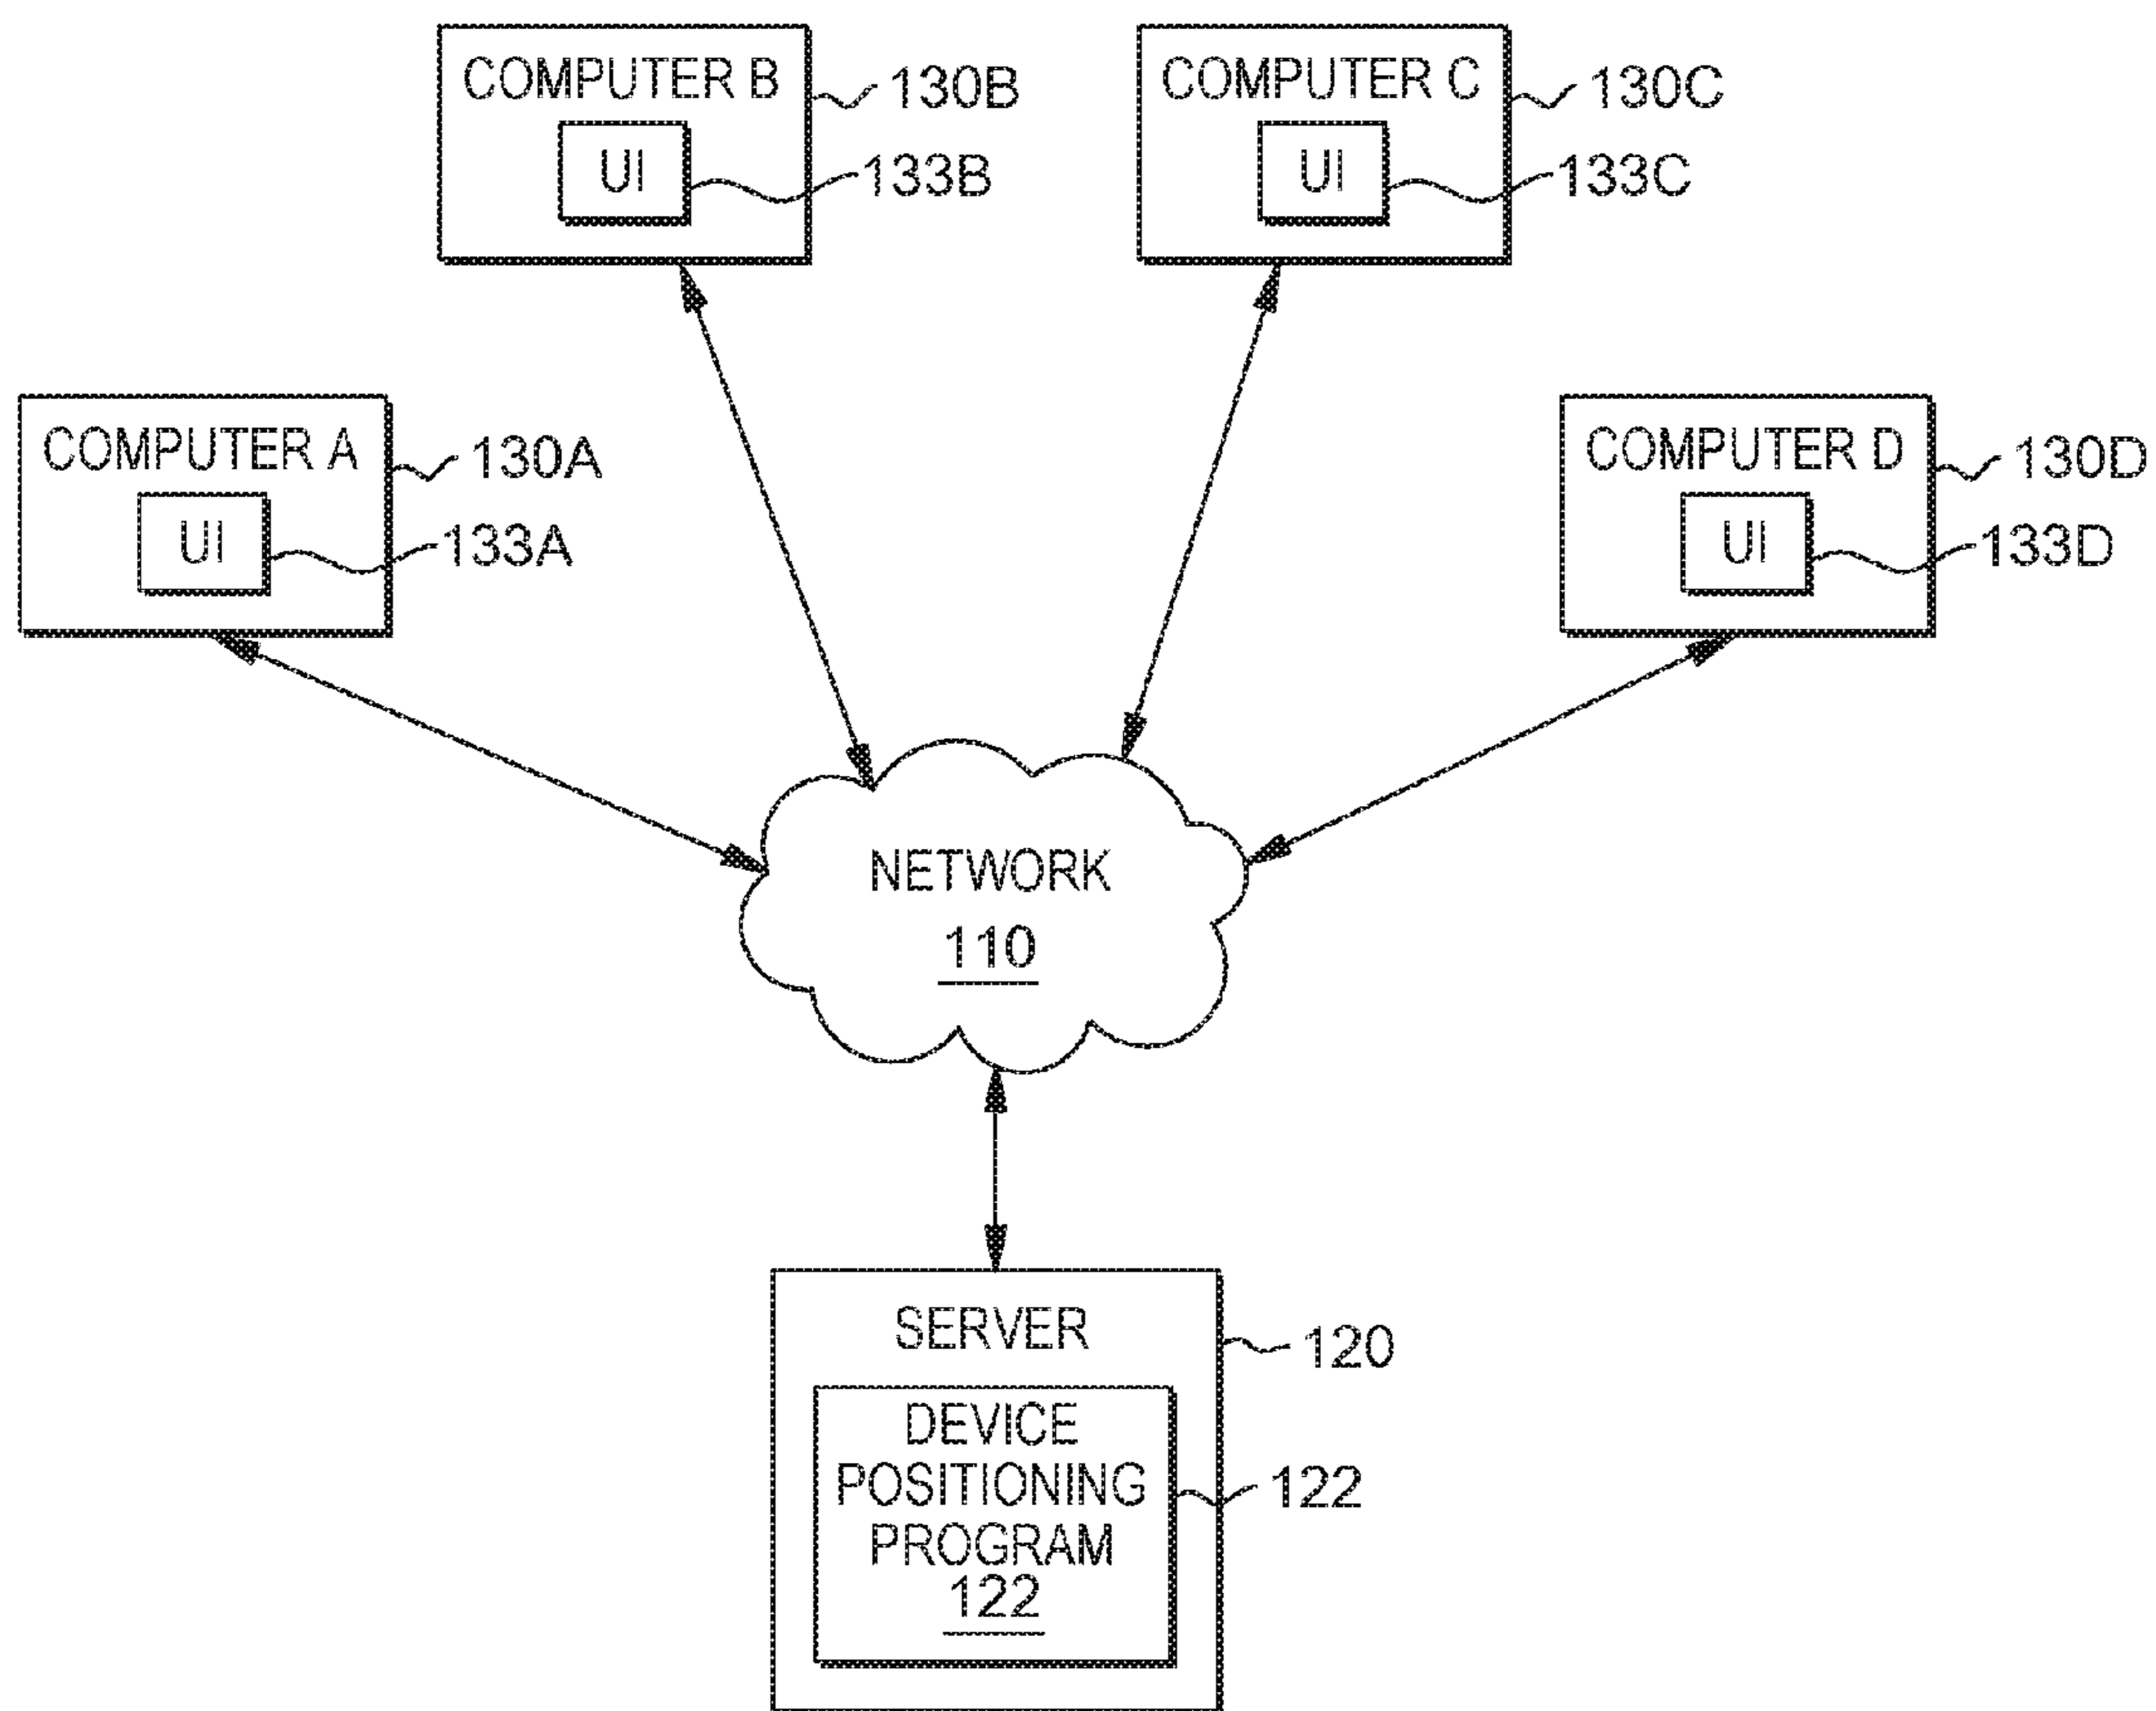 COMPUTER B
130B
UI
133B
COMPUTER C
130C
UI
133C
COMPUTER A
130A
UI
133A
COMPUTER D
130D
UI
133D
NETWORK
110
SERVER
120
DEVICE
POSITIONING
PROGRAM
122
122